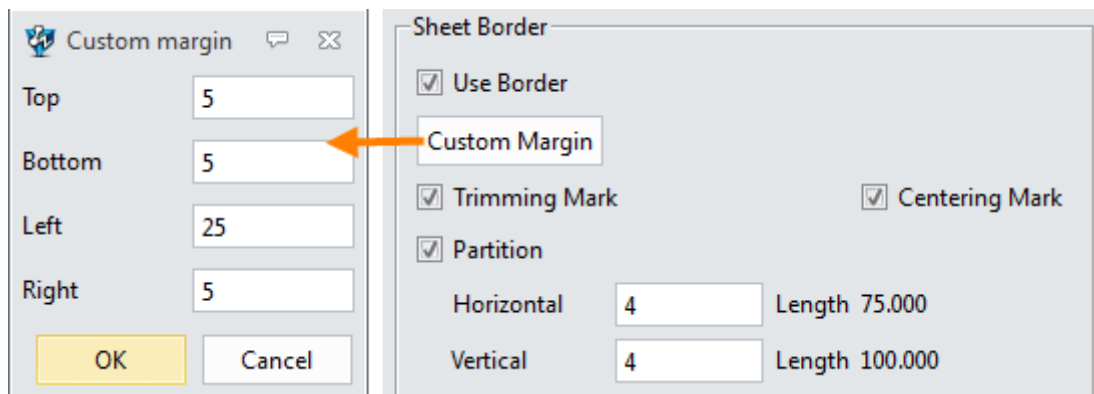 Custom margin
Top 5
Bottom 5
Left 25
Right 5
OK Cancel
Sheet Border
Use Border
Custom Margin
Trimming Mark Centering Mark
Partition
Horizontal 4 Length 75.000
Vertical 4 Length 100.000